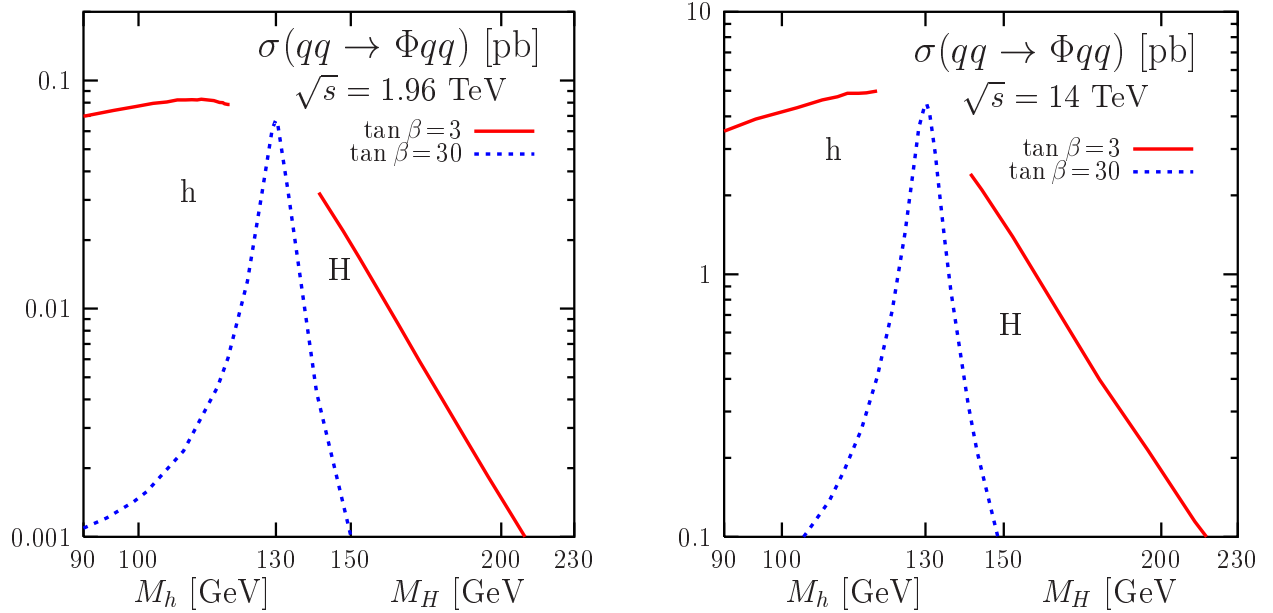 σ(qq → Φqq) [pb]
√s = 1.96 TeV
tan β = 3
tan β = 30
h
H
0.1
0.01
0.001
90 100 130 150 200 230
M_h [GeV] M_H [GeV
σ(qq → Φqq) [pb]
√s = 14 TeV
tan β = 3
tan β = 30
h
H
10
1
0.1
90 100 130 150 200 230
M_h [GeV] M_H [GeV